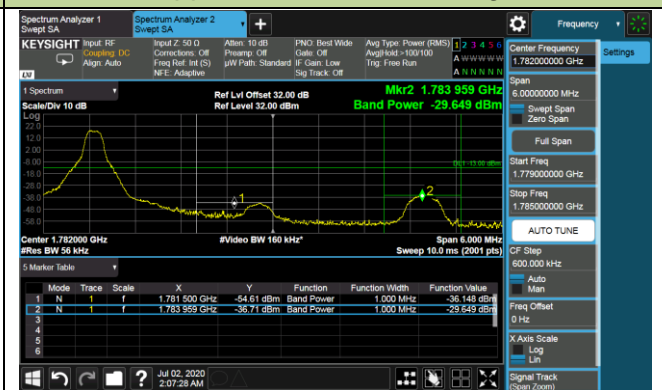 Spectrum Analyzer 1
Swept SA
Spectrum Analyzer 2
Swept SA
+
Frequency
KEYSIGHT
Input: RF
Coupling: DC
Align: Auto
Input Z: 50 Ω
Corrections: Off
Freq Ref: Int (S)
NFE: Adaptive
Atten: 10 dB
Preamp: Off
µW Path: Standard
PNO: Best Wide
Gate: Off
IF Gain: Low
Sig Track: Off
Avg Type: Power (RMS)
Avg|Hold:>100/100
Trig: Free Run
1 2 3 4 5 6
A W W W W W
A N N N N N
LV
1 Spectrum
Scale/Div 10 dB
Ref Lvl Offset 32.00 dB
Ref Level 32.00 dBm
Mkr2 1.783 959 GHz
Band Power -29.649 dBm
Log
22.0
12.0
2.00
-8.00
-18.0
-28.0
-38.0
-48.0
-58.0
DL1 -13.00 dBm
1
2
Center 1.782000 GHz
#Res BW 56 kHz
#Video BW 160 kHz*
Span 6.000 MHz
Sweep 10.0 ms (2001 pts)
5 Marker Table
Mode Trace Scale X Y Function Function Width Function Value
1 N 1 f 1.781 500 GHz -54.61 dBm Band Power 1.000 MHz -36.148 dBm
2 N 1 f 1.783 959 GHz -36.71 dBm Band Power 1.000 MHz -29.649 dBm
3
4
5
6
?
Jul 02, 2020
2:07:28 AM
Center Frequency
1.782000000 GHz
Settings
Span
6.00000000 MHz
Swept Span
Zero Span
Full Span
Start Freq
1.779000000 GHz
Stop Freq
1.785000000 GHz
AUTO TUNE
CF Step
600.000 kHz
Auto
Man
Freq Offset
0 Hz
X Axis Scale
Log
Lin
Signal Track
(Span Zoom)